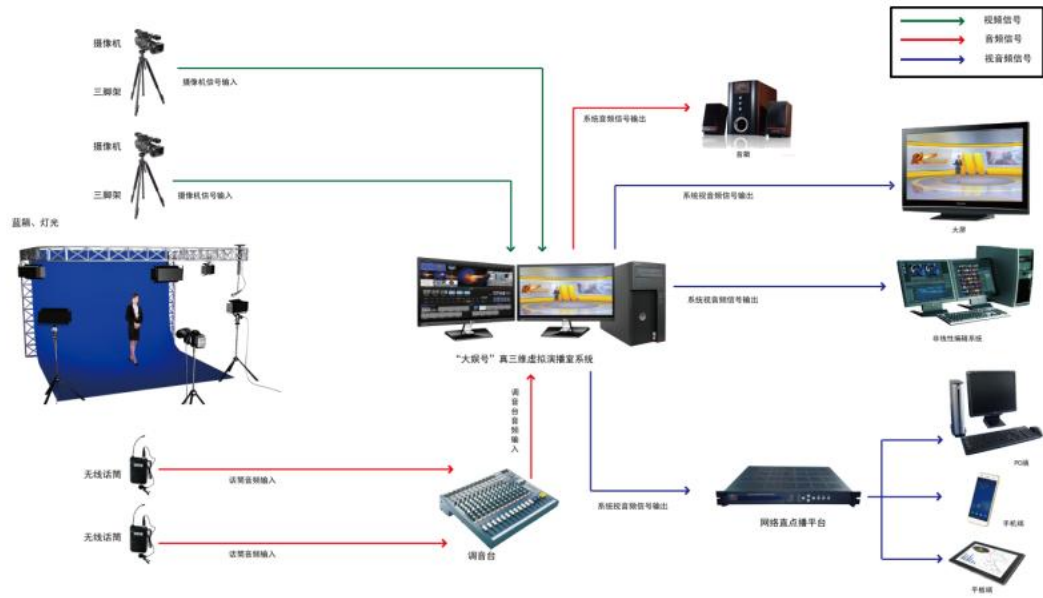 视频信号
音频信号
视音频信号
摄像机
三脚架
摄像机信号输入
摄像机
三脚架
摄像机信号输入
蓝箱、灯光
系统音频信号输出
音箱
系统视音频信号输出
大屏
系统视音频信号输出
非线性编辑系统
“大娱号”真三维虚拟演播室系统
调音台音频输入
无线话筒
话筒音频输入
无线话筒
话筒音频输入
调音台
系统视音频信号输出
网络直点播平台
PC端
手机端
平板端